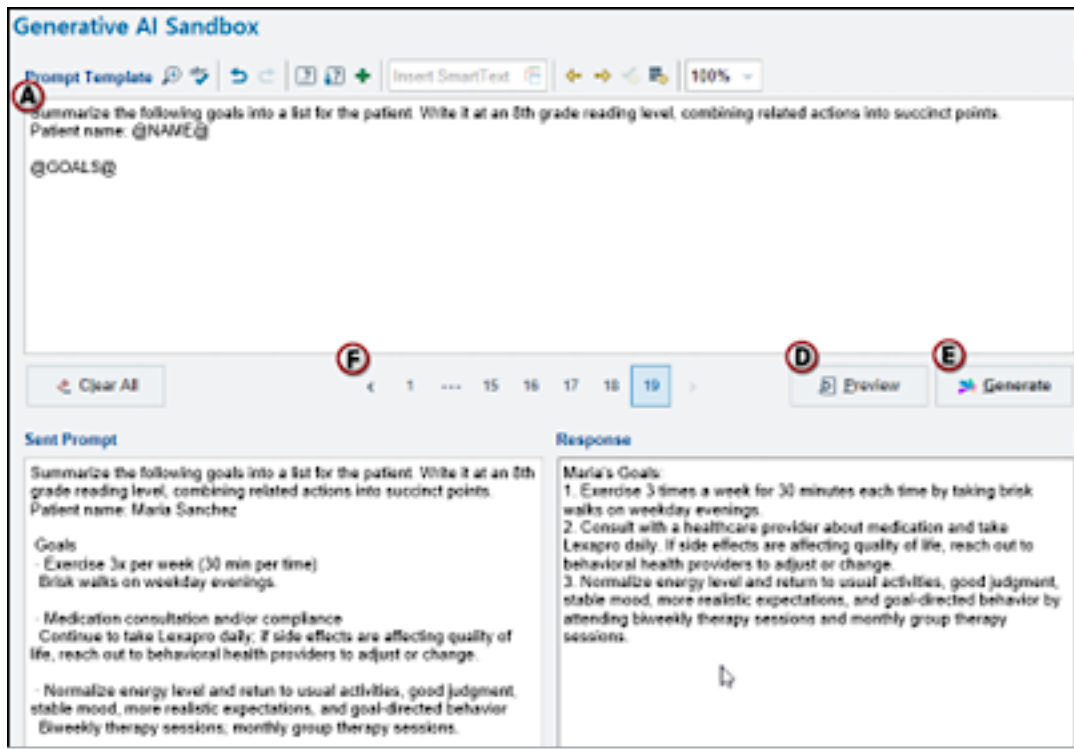 Generative AI Sandbox
Prompt Template
Insert SmartText
100%
A
Summarize the following goals into a list for the patient. Write it at an 8th grade reading level, combining related actions into succinct points.
Patient name: @NAME@
@GOALS@
F
D
E
Clear All
‹ 1 ... 15 16 17 18 19 ›
Preview
Generate
Sent Prompt
Summarize the following goals into a list for the patient. Write it at an 8th
grade reading level, combining related actions into succinct points.
Patient name: Maria Sanchez
Goals
- Exercise 3x per week (30 min per time)
Brisk walks on weekday evenings.
- Medication consultation and/or compliance
Continue to take Lexapro daily; if side effects are affecting quality of
life, reach out to behavioral health providers to adjust or change.
- Normalize energy level and retun to usual activities, good judgment,
stable mood, more realistic expectations, and goal-directed behavior
Biweekly therapy sessions; monthly group therapy sessions.
Response
Maria's Goals:
1. Exercise 3 times a week for 30 minutes each time by taking brisk
walks on weekday evenings.
2. Consult with a healthcare provider about medication and take
Lexapro daily. If side effects are affecting quality of life, reach out to
behavioral health providers to adjust or change.
3. Normalize energy level and return to usual activities, good judgment,
stable mood, more realistic expectations, and goal-directed behavior by
attending biweekly therapy sessions and monthly group therapy
sessions.